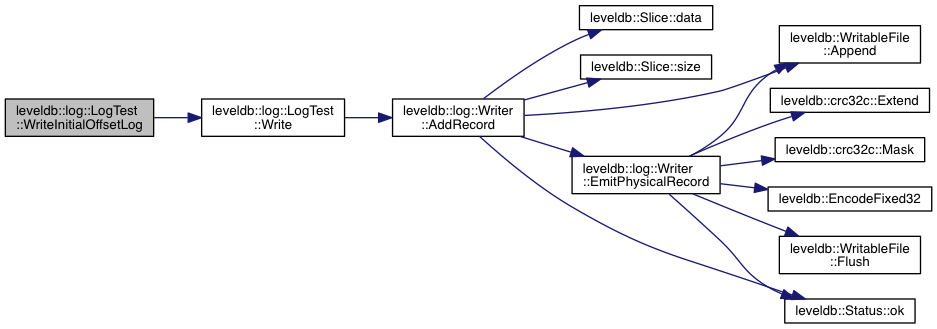 leveldb::log::LogTest
::WriteInitialOffsetLog
leveldb::log::LogTest
::Write
leveldb::log::Writer
::AddRecord
leveldb::Slice::data
leveldb::Slice::size
leveldb::log::Writer
::EmitPhysicalRecord
leveldb::WritableFile
::Append
leveldb::crc32c::Extend
leveldb::crc32c::Mask
leveldb::EncodeFixed32
leveldb::WritableFile
::Flush
leveldb::Status::ok